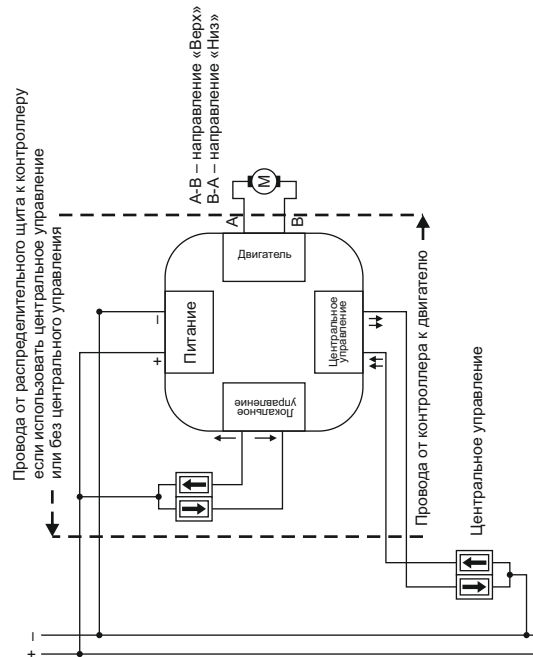 Провода от распределительного щита к контроллеру
если использовать центральное управление
или без центрального управления
A-B – направление «Верх»
B-A – направление «Низ»
+
–
Питание
A
B
M
Двигатель
Локальное
управление
Центральное
управление
Провода от контроллера к двигателю
Центральное управление
+
–